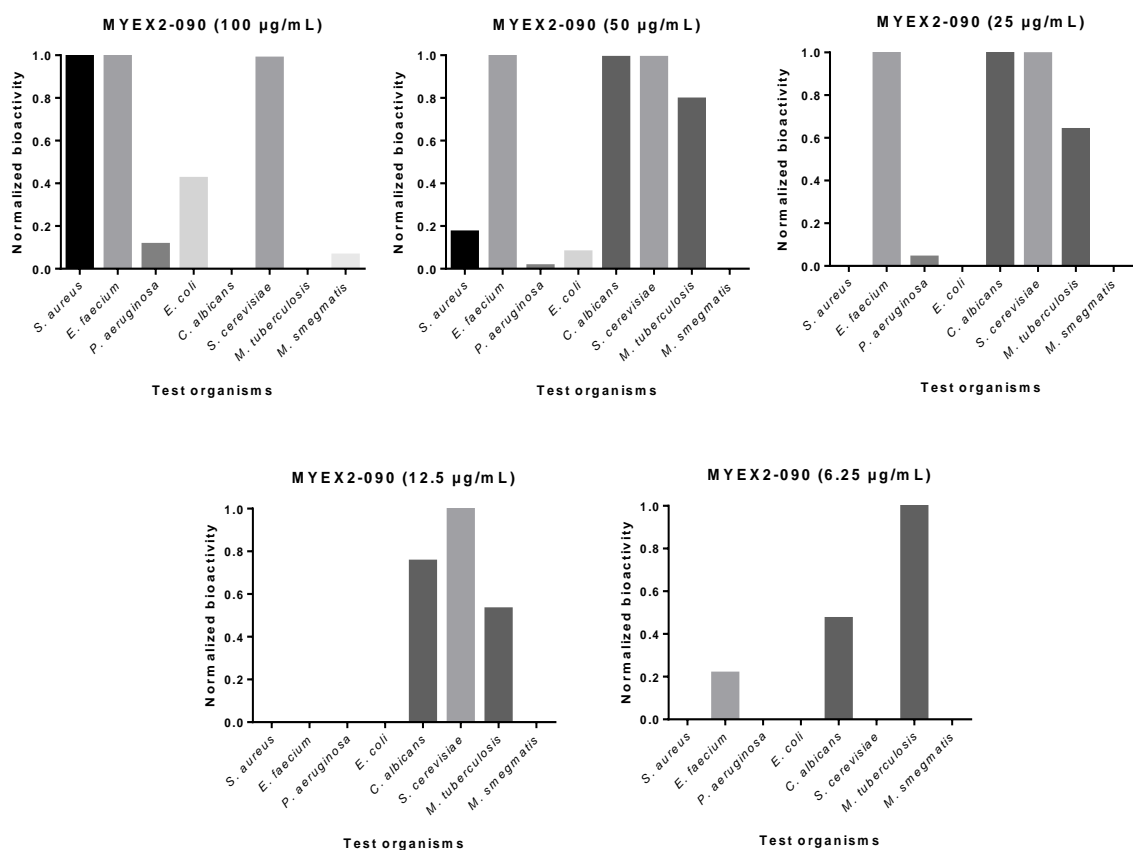 MYEX2-090 (100 µg/mL)
Normalized bioactivity
1.0
0.8
0.6
0.4
0.2
0.0
S. aureus
E. faecium
P. aeruginosa
E. coli
C. albicans
S. cerevisiae
M. tuberculosis
M. smegmatis
Test organisms
MYEX2-090 (50 µg/mL)
Normalized bioactivity
1.0
0.8
0.6
0.4
0.2
0.0
S. aureus
E. faecium
P. aeruginosa
E. coli
C. albicans
S. cerevisiae
M. tuberculosis
M. smegmatis
Test organisms
MYEX2-090 (25 µg/mL)
Normalized bioactivity
1.0
0.8
0.6
0.4
0.2
0.0
S. aureus
E. faecium
P. aeruginosa
E. coli
C. albicans
S. cerevisiae
M. tuberculosis
M. smegmatis
Test organisms
MYEX2-090 (12.5 µg/mL)
Normalized bioactivity
1.0
0.8
0.6
0.4
0.2
0.0
S. aureus
E. faecium
P. aeruginosa
E. coli
C. albicans
S. cerevisiae
M. tuberculosis
M. smegmatis
Test organisms
MYEX2-090 (6.25 µg/mL)
Normalized bioactivity
1.0
0.8
0.6
0.4
0.2
0.0
S. aureus
E. faecium
P. aeruginosa
E. coli
C. albicans
S. cerevisiae
M. tuberculosis
M. smegmatis
Test organisms